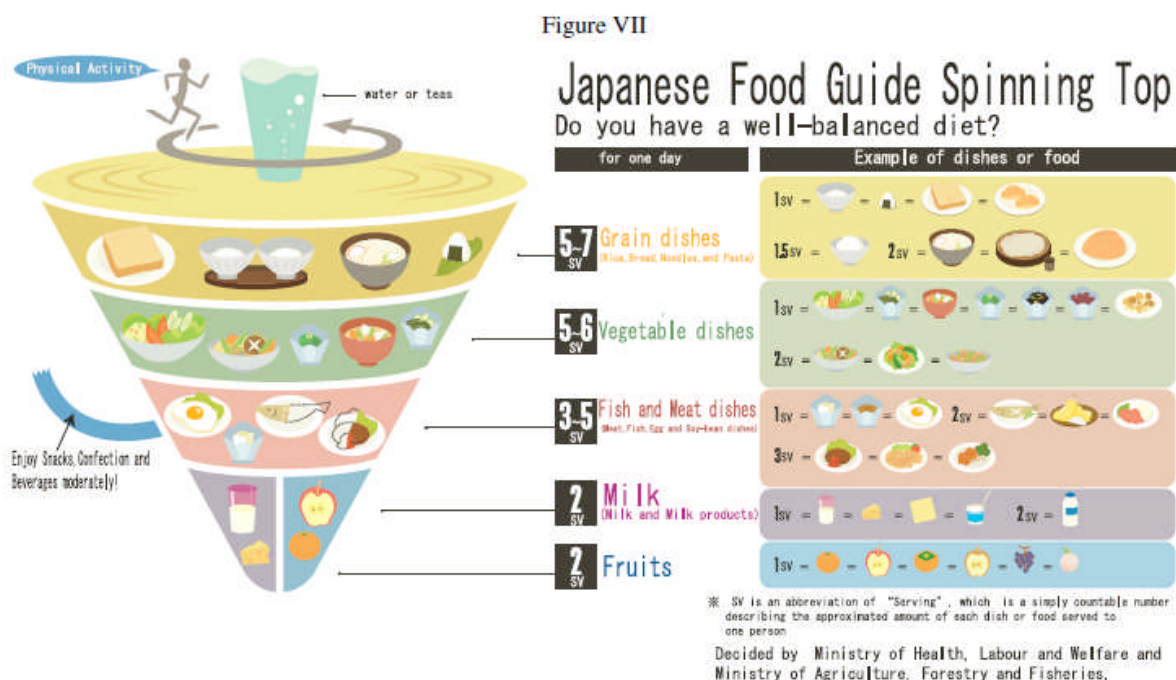 Figure VII
Physical Activity
water or teas
Japanese Food Guide Spinning Top
Do you have a well-balanced diet?
for one day
Example of dishes or food
5~7
SV
Grain dishes
(Rice, Bread, Noodles, and Pasta)
1SV = = = =
1.5SV = 2SV = = =
5~6
SV
Vegetable dishes
1SV = = = = = = =
2SV = = =
3~5
SV
Fish and Meat dishes
(Meat, Fish, Egg and Soy-bean dishes)
1SV = = = 2SV = = =
3SV = = =
Enjoy Snacks, Confection and
Beverages moderately!
2
SV
Milk
(Milk and Milk products)
1SV = = = = 2SV =
2
SV
Fruits
1SV = = = = = =
※ SV is an abbreviation of "Serving", which is a simply countable number
describing the approximated amount of each dish or food served to
one person
Decided by Ministry of Health, Labour and Welfare and
Ministry of Agriculture, Forestry and Fisheries.